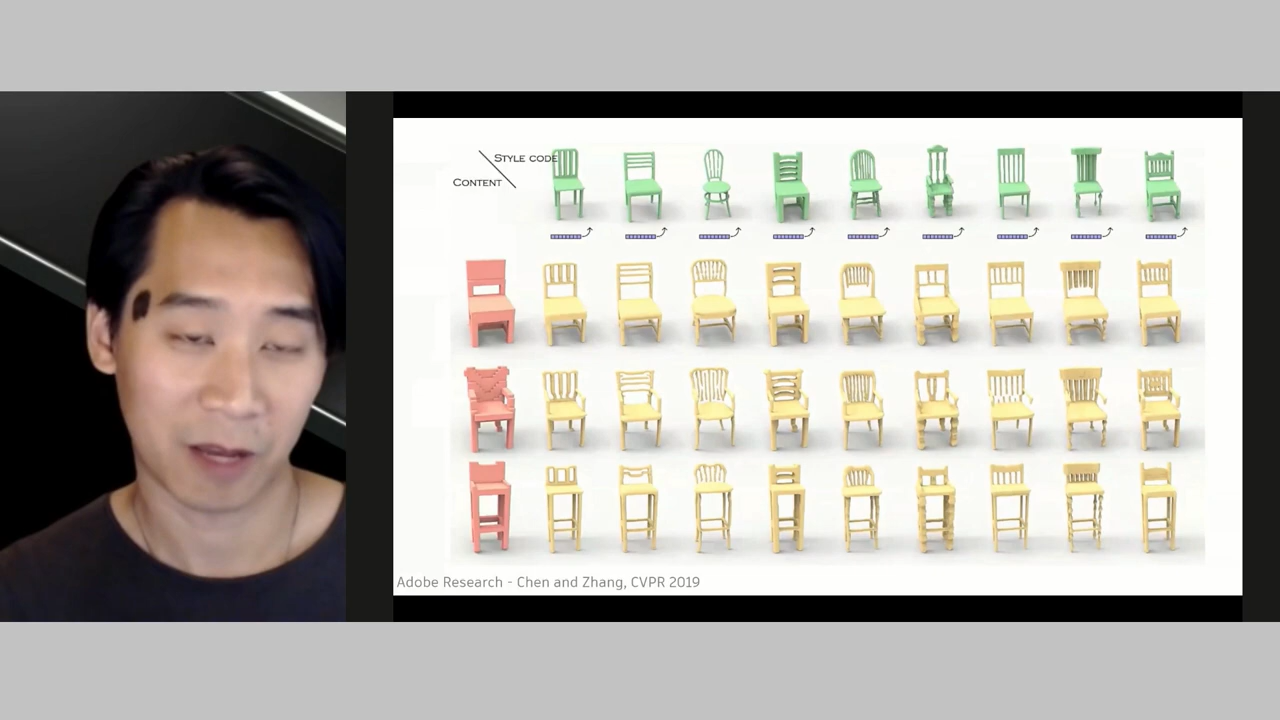 STYLE CODE
CONTENT
Adobe Research - Chen and Zhang, CVPR 2019